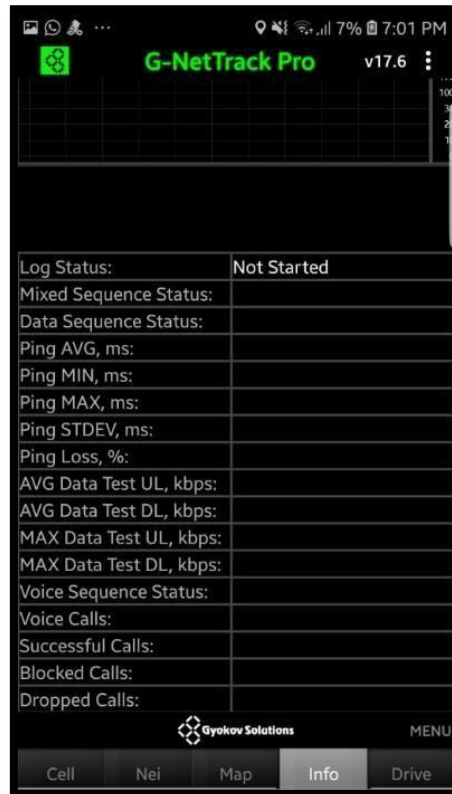 7% 7:01 PM
G-NetTrack Pro v17.6
100
Log Status: Not Started
Mixed Sequence Status:
Data Sequence Status:
Ping AVG, ms:
Ping MIN, ms:
Ping MAX, ms:
Ping STDEV, ms:
Ping Loss, %:
AVG Data Test UL, kbps:
AVG Data Test DL, kbps:
MAX Data Test UL, kbps:
MAX Data Test DL, kbps:
Voice Sequence Status:
Voice Calls:
Successful Calls:
Blocked Calls:
Dropped Calls:
Gyokov Solutions MENU
Cell Nei Map Info Drive